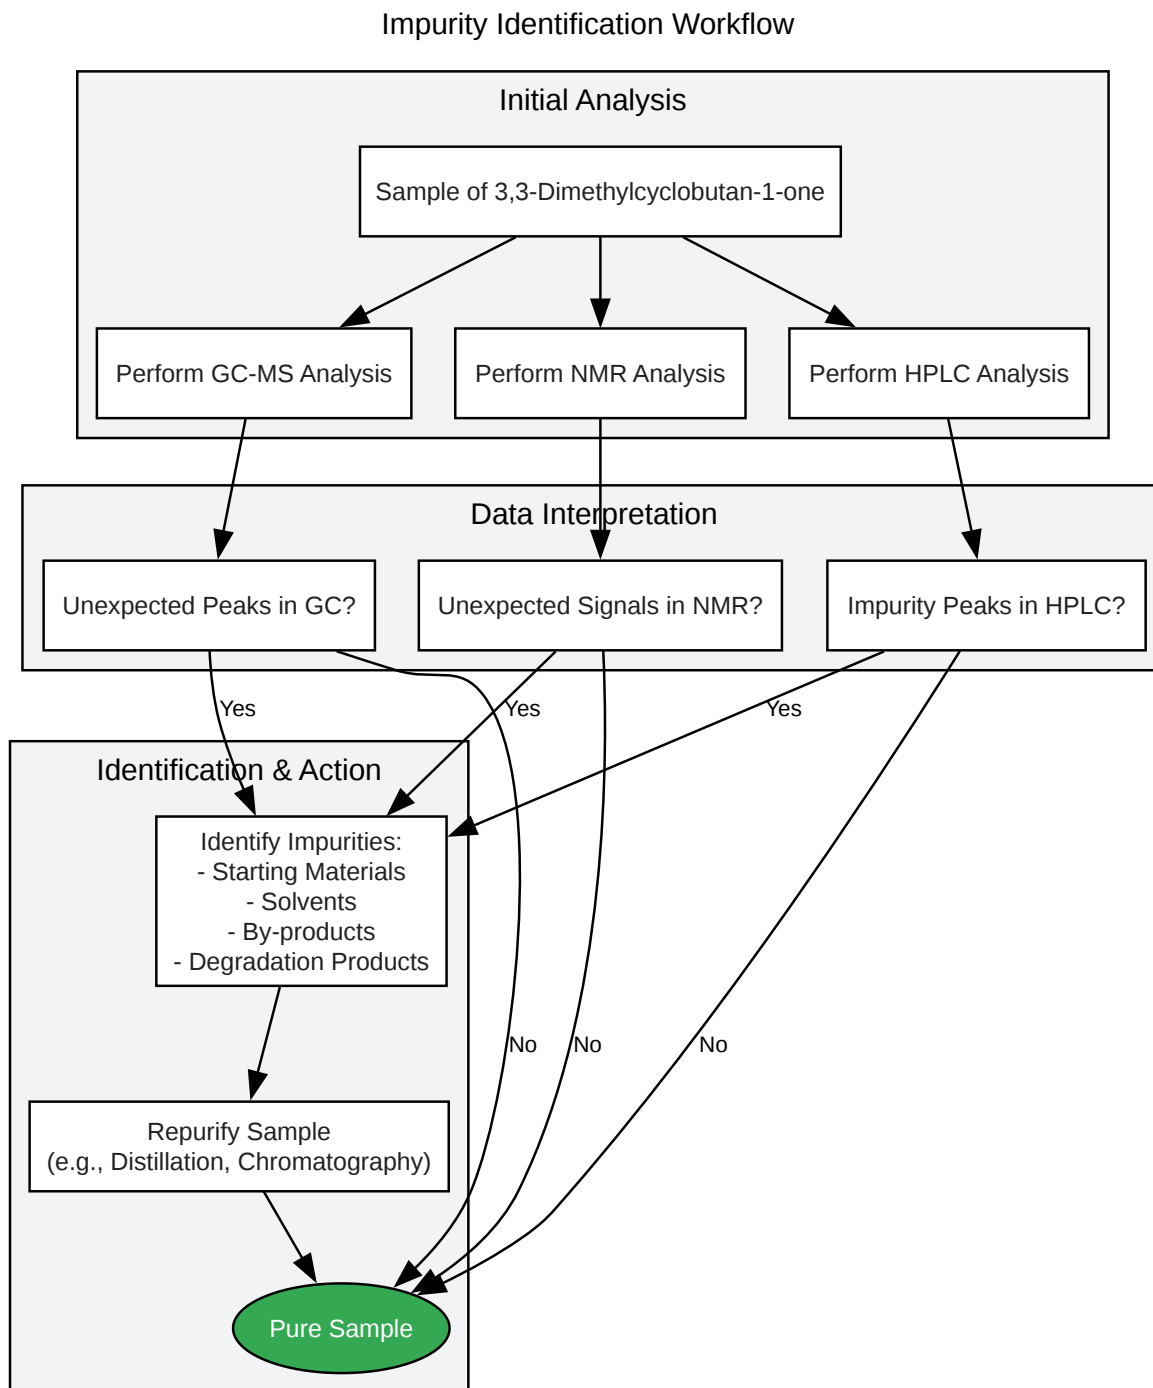 Impurity Identification Workflow
Initial Analysis
Sample of 3,3-Dimethylcyclobutan-1-one
Perform GC-MS Analysis
Perform NMR Analysis
Perform HPLC Analysis
Data Interpretation
Unexpected Peaks in GC?
Unexpected Signals in NMR?
Impurity Peaks in HPLC?
Yes
Yes
Yes
Identification & Action
Identify Impurities:
- Starting Materials
- Solvents
- By-products
- Degradation Products
No
No
No
Repurify Sample
(e.g., Distillation, Chromatography)
Pure Sample